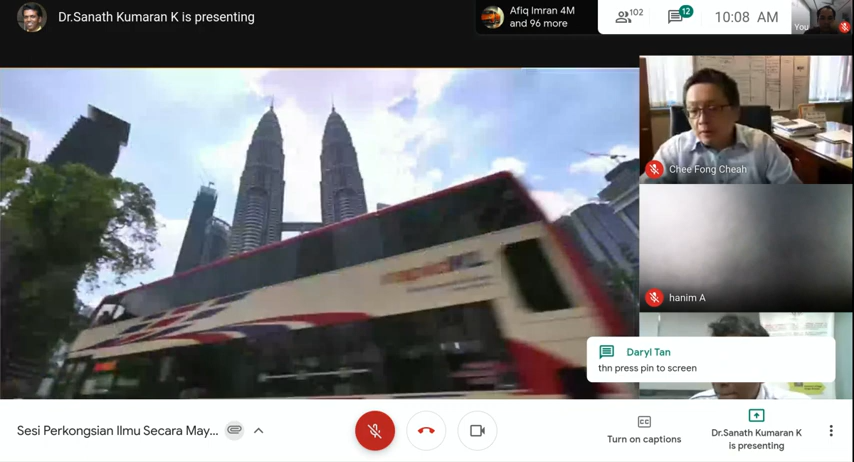 Dr.Sanath Kumaran K is presenting
Afiq Imran 4M
and 96 more
102
12
10:08 AM
You
Chee Fong Cheah
hanim A
Daryl Tan
thn press pin to screen
Sesi Perkongsian Ilmu Secara May...
Turn on captions
Dr.Sanath Kumaran K
is presenting